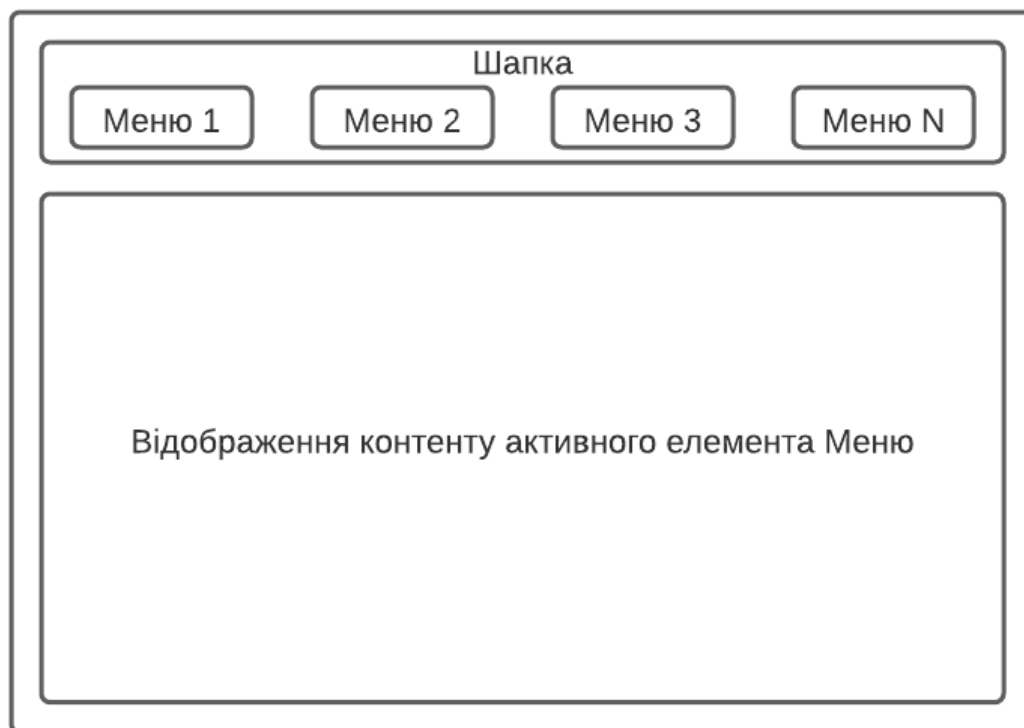 Шапка
Меню 1 Меню 2 Меню 3 Меню N
Відображення контенту активного елемента Меню